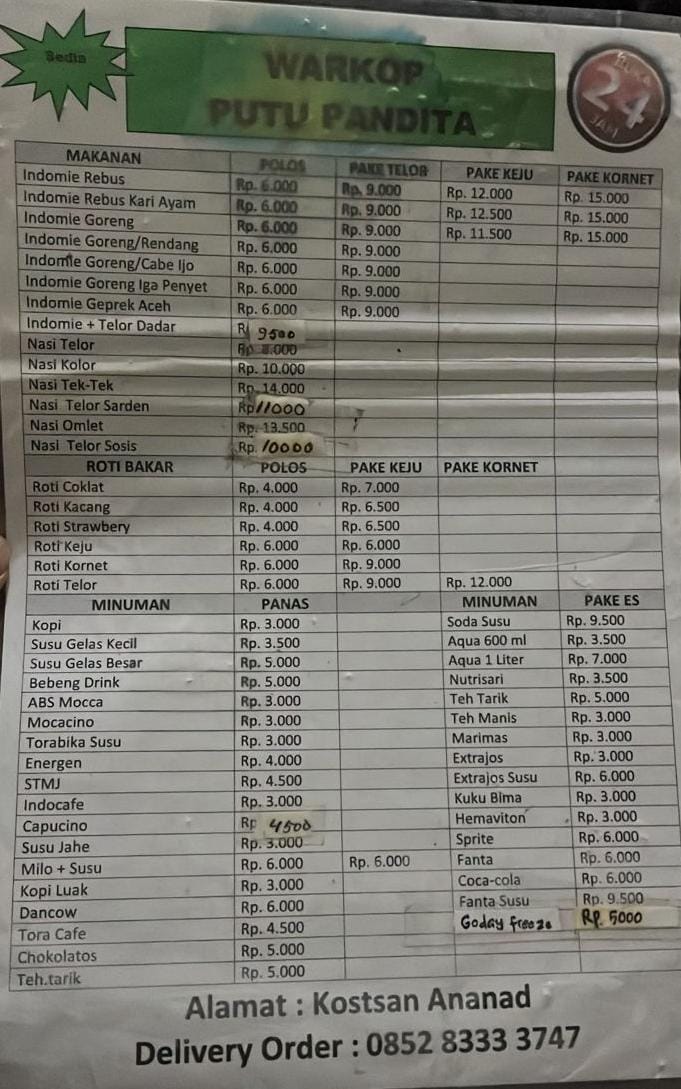 Sedia
WARKOP
PUTU PANDITA
BUKA
24
JAM
MAKANAN POLOS PAKE TELOR PAKE KEJU PAKE KORNET
Indomie Rebus Rp. 6.000 Rp. 9.000 Rp. 12.000 Rp. 15.000
Indomie Rebus Kari Ayam Rp. 6.000 Rp. 9.000 Rp. 12.500 Rp. 15.000
Indomie Goreng Rp. 6.000 Rp. 9.000 Rp. 11.500 Rp. 15.000
Indomie Goreng/Rendang Rp. 6.000 Rp. 9.000
Indomie Goreng/Cabe Ijo Rp. 6.000 Rp. 9.000
Indomie Goreng Iga Penyet Rp. 6.000 Rp. 9.000
Indomie Geprek Aceh Rp. 6.000 Rp. 9.000
Indomie + Telor Dadar R 9500
Nasi Telor Rp. 8.000
Nasi Kolor Rp. 10.000
Nasi Tek-Tek Rp. 14.000
Nasi Telor Sarden Rp 11000
Nasi Omlet Rp. 13.500
Nasi Telor Sosis Rp. 10000
ROTI BAKAR POLOS PAKE KEJU PAKE KORNET
Roti Coklat Rp. 4.000 Rp. 7.000
Roti Kacang Rp. 4.000 Rp. 6.500
Roti Strawbery Rp. 4.000 Rp. 6.500
Roti Keju Rp. 6.000 Rp. 6.000
Roti Kornet Rp. 6.000 Rp. 9.000
Roti Telor Rp. 6.000 Rp. 9.000 Rp. 12.000
MINUMAN PANAS MINUMAN PAKE ES
Kopi Rp. 3.000 Soda Susu Rp. 9.500
Susu Gelas Kecil Rp. 3.500 Aqua 600 ml Rp. 3.500
Susu Gelas Besar Rp. 5.000 Aqua 1 Liter Rp. 7.000
Bebeng Drink Rp. 5.000 Nutrisari Rp. 3.500
ABS Mocca Rp. 3.000 Teh Tarik Rp. 5.000
Mocacino Rp. 3.000 Teh Manis Rp. 3.000
Torabika Susu Rp. 3.000 Marimas Rp. 3.000
Energen Rp. 4.000 Extrajos Rp. 3.000
STMJ Rp. 4.500 Extrajos Susu Rp. 6.000
Indocafe Rp. 3.000 Kuku Bima Rp. 3.000
Capucino Rp 4500 Hemaviton Rp. 3.000
Susu Jahe Rp. 3.000 Sprite Rp. 6.000
Milo + Susu Rp. 6.000 Rp. 6.000 Fanta Rp. 6.000
Kopi Luak Rp. 3.000 Coca-cola Rp. 6.000
Dancow Rp. 6.000 Fanta Susu Rp. 9.500
Tora Cafe Rp. 4.500 Goday freeze Rp. 5000
Chokolatos Rp. 5.000
Teh.tarik Rp. 5.000
Alamat : Kostsan Ananad
Delivery Order : 0852 8333 3747